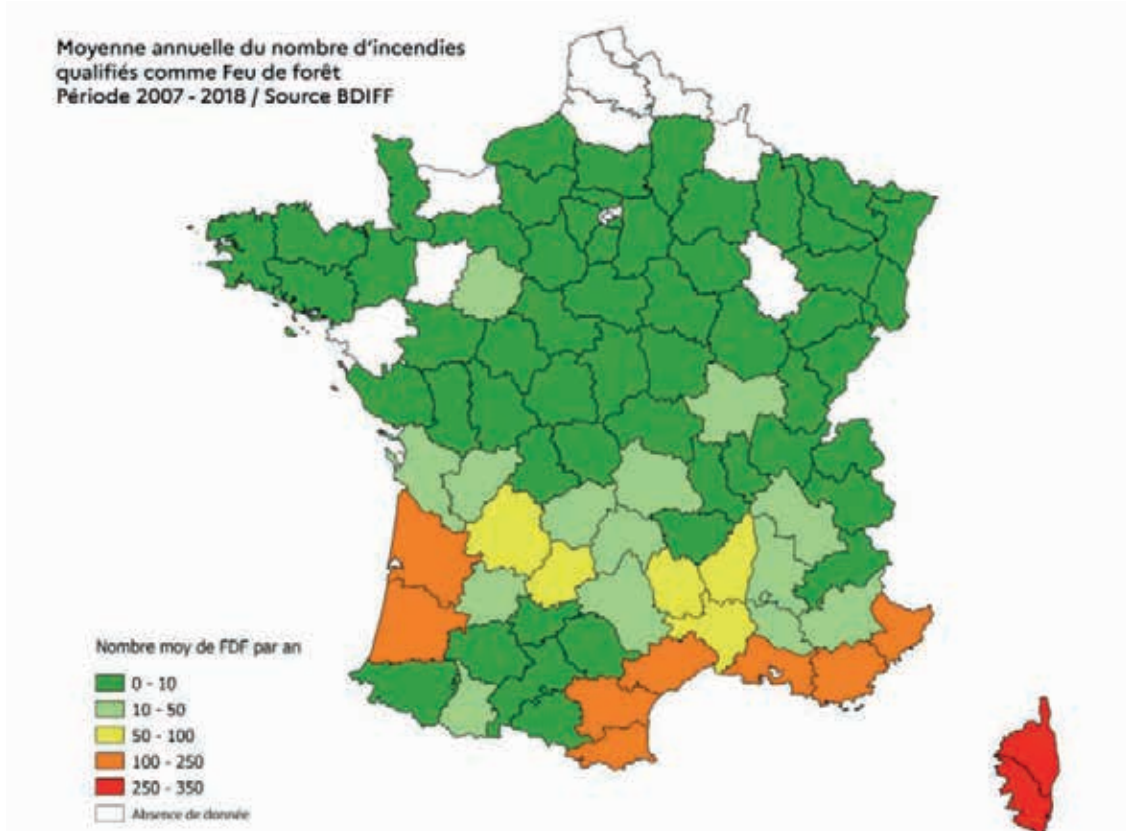 Moyenne annuelle du nombre d'incendies
qualifiés comme Feu de forêt
Période 2007 - 2018 / Source BDIFF
Nombre moy de FDF par an
0 - 10
10 - 50
50 - 100
100 - 250
250 - 350
Absence de donnée